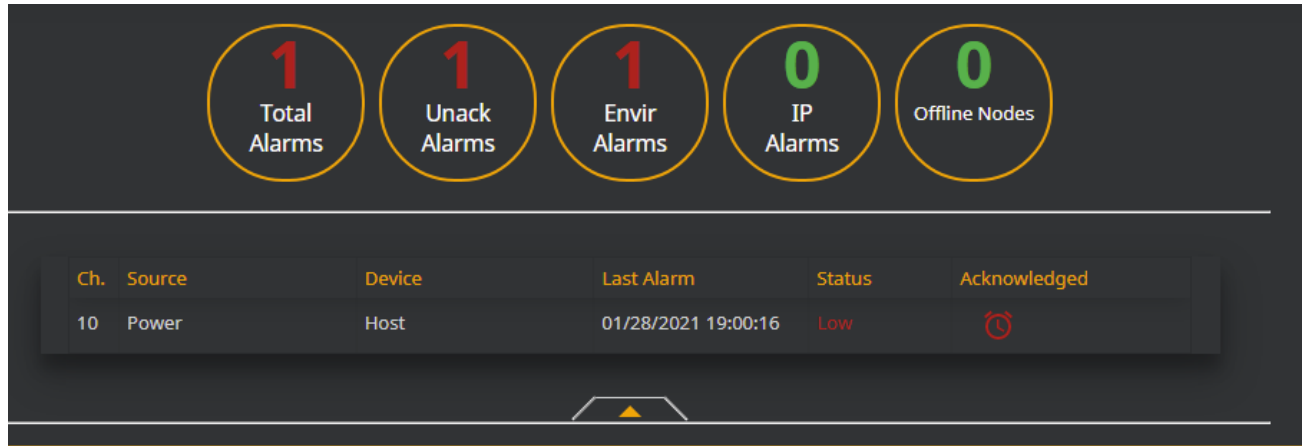 1 1 1 0 0
Total Alarms
Unack Alarms
Envir Alarms
IP Alarms
Offline Nodes
Ch. Source Device Last Alarm Status Acknowledged
10 Power Host 01/28/2021 19:00:16 Low